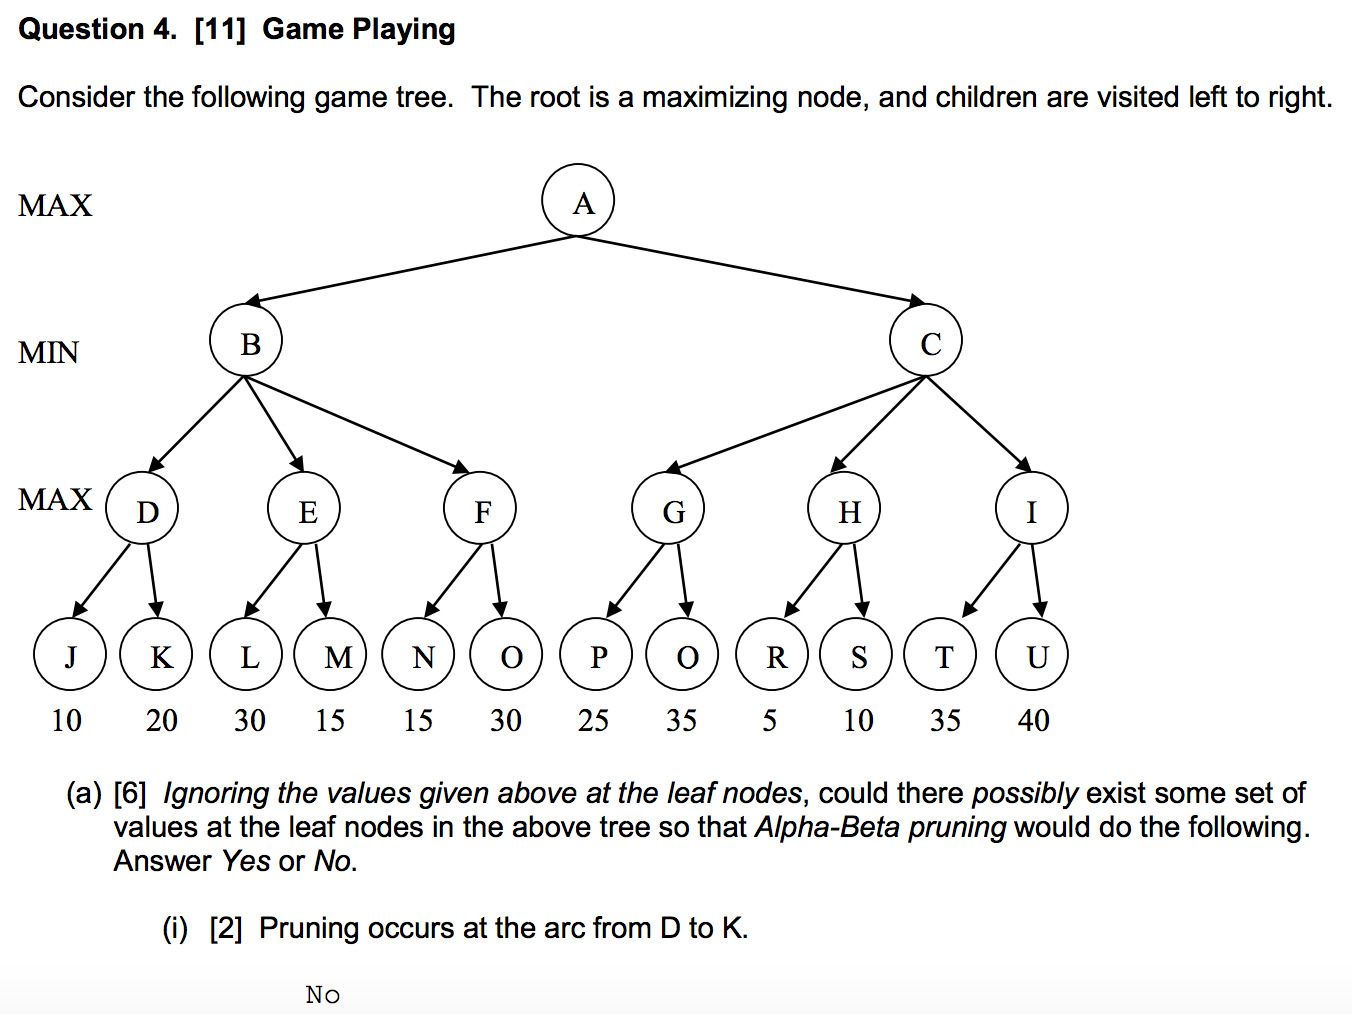 Question 4. [11] Game Playing
Consider the following game tree. The root is a maximizing node, and children are visited left to right.
MAX A
MIN B C
MAX D E F G H I
J K L M N O P O R S T U
10 20 30 15 15 30 25 35 5 10 35 40
(a) [6] Ignoring the values given above at the leaf nodes, could there possibly exist some set of
values at the leaf nodes in the above tree so that Alpha-Beta pruning would do the following.
Answer Yes or No.
(i) [2] Pruning occurs at the arc from D to K.
No